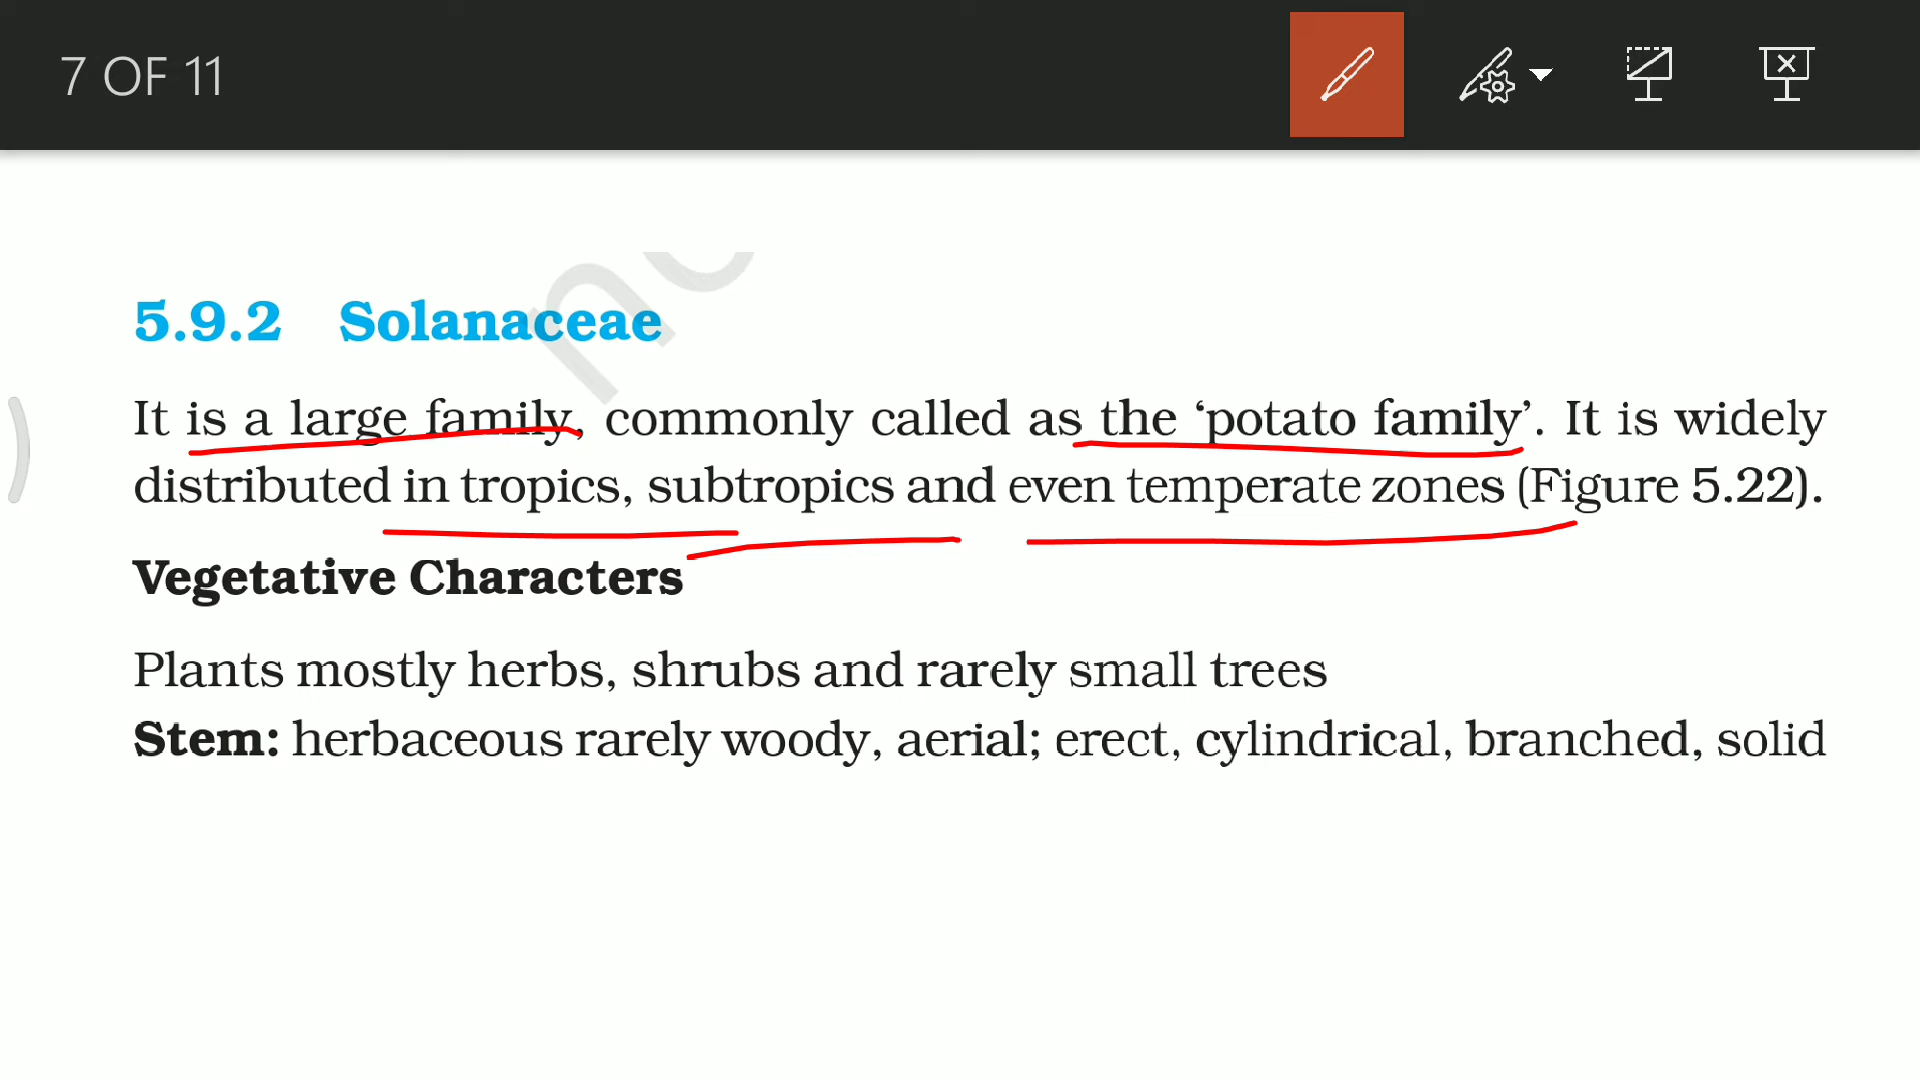 7 OF 11
5.9.2 Solanaceae
It is a large family, commonly called as the ‘potato family’. It is widely
distributed in tropics, subtropics and even temperate zones (Figure 5.22).
Vegetative Characters
Plants mostly herbs, shrubs and rarely small trees
Stem: herbaceous rarely woody, aerial; erect, cylindrical, branched, solid